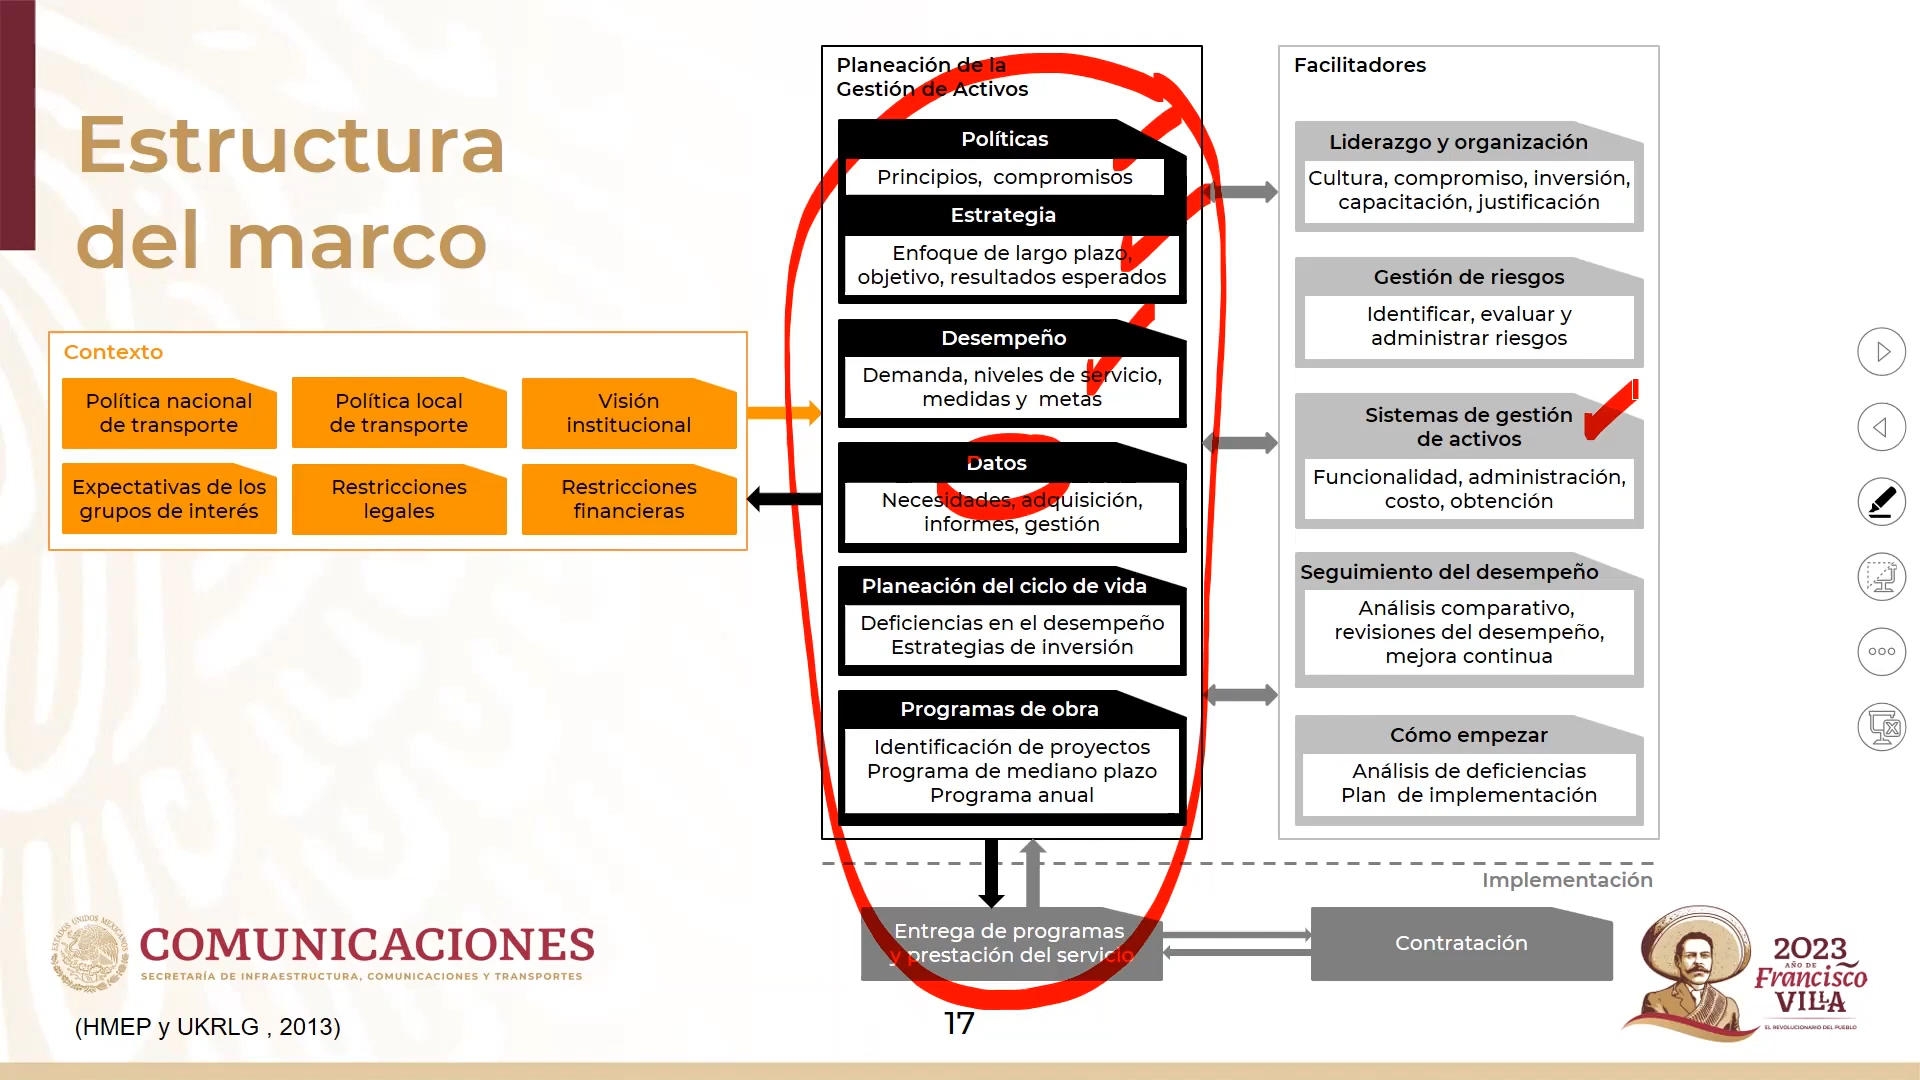 Estructura
del marco
Contexto
Política nacional
de transporte
Política local
de transporte
Visión
institucional
Expectativas de los
grupos de interés
Restricciones
legales
Restricciones
financieras
Planeación de la
Gestión de Activos
Políticas
Principios, compromisos
Estrategia
Enfoque de largo plazo,
objetivo, resultados esperados
Desempeño
Demanda, niveles de servicio,
medidas y metas
Datos
Necesidades, adquisición,
informes, gestión
Planeación del ciclo de vida
Deficiencias en el desempeño
Estrategias de inversión
Programas de obra
Identificación de proyectos
Programa de mediano plazo
Programa anual
Facilitadores
Liderazgo y organización
Cultura, compromiso, inversión,
capacitación, justificación
Gestión de riesgos
Identificar, evaluar y
administrar riesgos
Sistemas de gestión
de activos
Funcionalidad, administración,
costo, obtención
Seguimiento del desempeño
Análisis comparativo,
revisiones del desempeño,
mejora continua
Cómo empezar
Análisis de deficiencias
Plan de implementación
Implementación
Entrega de programas
y prestación del servicio
Contratación
ESTADOS UNIDOS MEXICANOS
COMUNICACIONES
SECRETARÍA DE INFRAESTRUCTURA, COMUNICACIONES Y TRANSPORTES
(HMEP y UKRLG , 2013)
17
2023
AÑO DE
Francisco
VILLA
EL REVOLUCIONARIO DEL PUEBLO